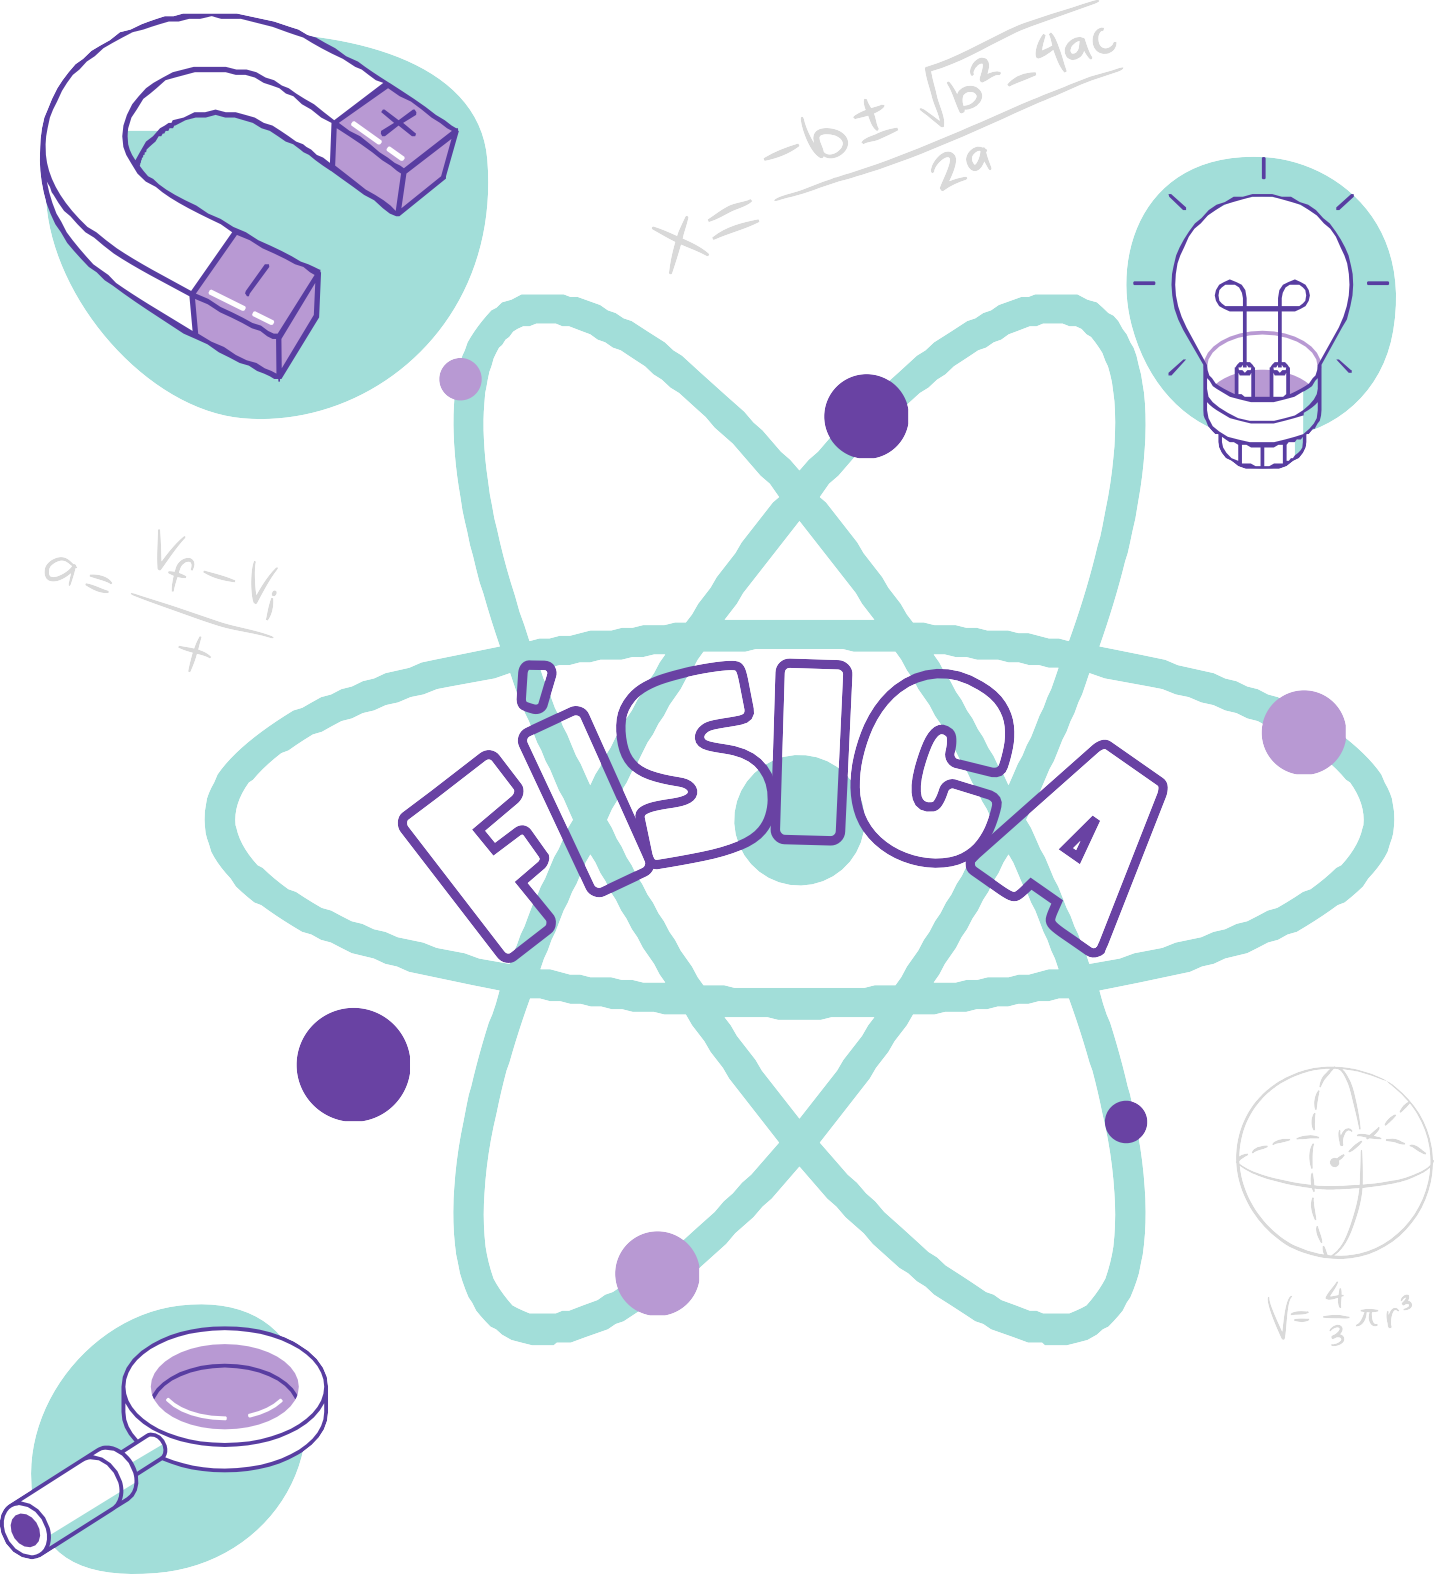 +
-
x = -b ± √b² - 4ac / 2a
a = Vf - Vi / +
FÍSICA
r
V = 4/3 π r³